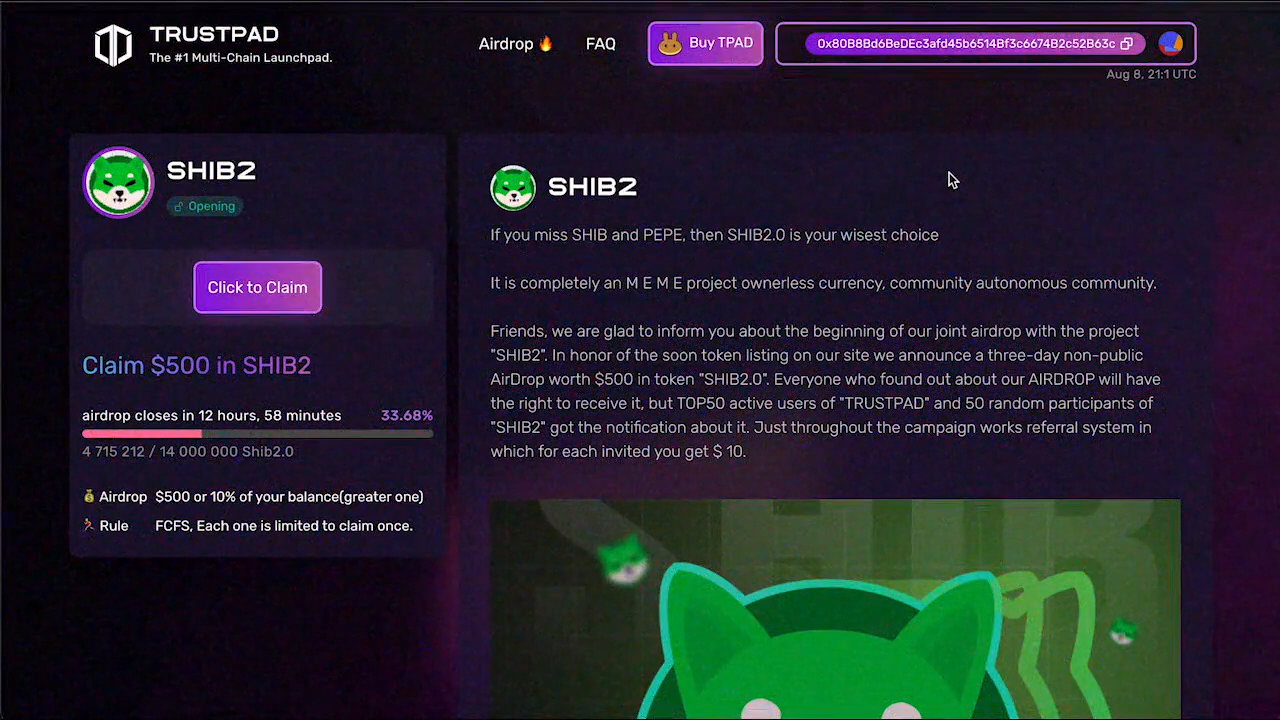 TRUSTPAD
The #1 Multi-Chain Launchpad.
Airdrop 🔥
FAQ
Buy TPAD
0x80B8Bd6BeDEc3afd45b6514Bf3c6674B2c52B63c
Aug 8, 21:1 UTC
SHIB2
Opening
Click to Claim
Claim $500 in SHIB2
airdrop closes in 12 hours, 58 minutes 33.68%
4 715 212 / 14 000 000 Shib2.0
Airdrop $500 or 10% of your balance(greater one)
Rule FCFS, Each one is limited to claim once.
SHIB2
If you miss SHIB and PEPE, then SHIB2.0 is your wisest choice
It is completely an M E M E project ownerless currency, community autonomous community.
Friends, we are glad to inform you about the beginning of our joint airdrop with the project
"SHIB2". In honor of the soon token listing on our site we announce a three-day non-public
AirDrop worth $500 in token "SHIB2.0". Everyone who found out about our AIRDROP will have
the right to receive it, but TOP50 active users of "TRUSTPAD" and 50 random participants of
"SHIB2" got the notification about it. Just throughout the campaign works referral system in
which for each invited you get $ 10.